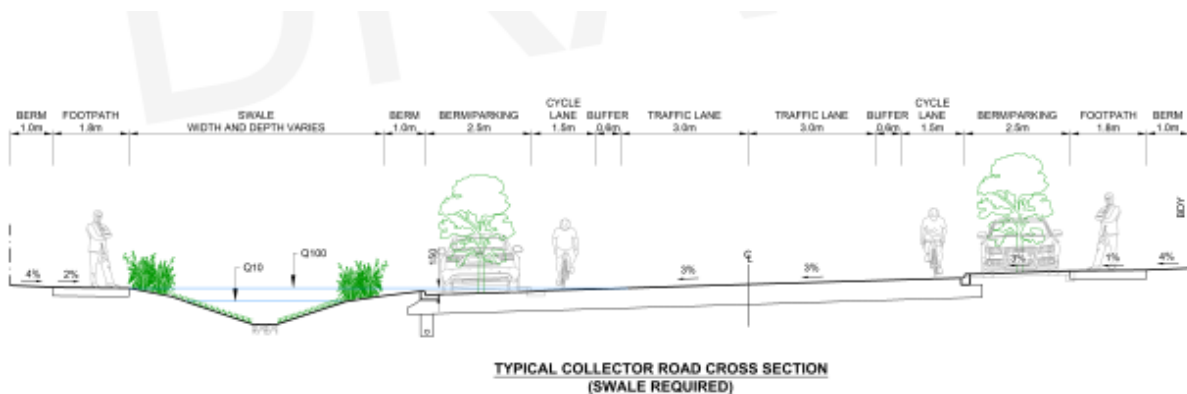 BERM FOOTPATH SWALE BERM BERM/PARKING CYCLE LANE BUFFER TRAFFIC LANE TRAFFIC LANE BUFFER CYCLE LANE BERM/PARKING FOOTPATH BERM
1.0m 1.8m WIDTH AND DEPTH VARIES 1.0m 2.5m 1.5m 0.6m 3.0m 3.0m 0.6m 1.5m 2.5m 1.8m 1.0m
BDY
Q100
Q10
150
4% 2% 3% 3% 3% 1% 4%
TYPICAL COLLECTOR ROAD CROSS SECTION
(SWALE REQUIRED)